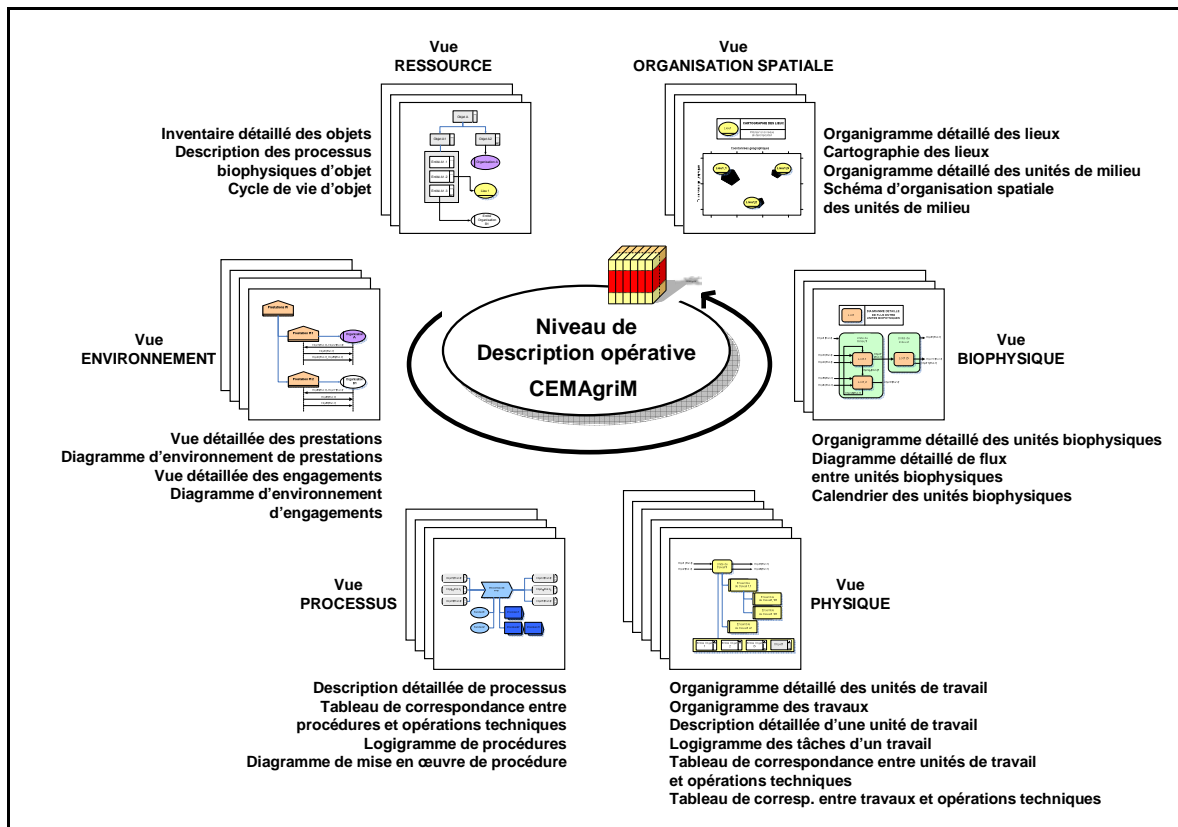 Vue
RESSOURCE
Vue
ORGANISATION SPATIALE
Inventaire détaillé des objets
Description des processus
biophysiques d'objet
Cycle de vie d'objet
CARTOGRAPHIE DES LIEUX
Organigramme détaillé des lieux
Cartographie des lieux
Organigramme détaillé des unités de milieu
Schéma d'organisation spatiale
des unités de milieu
Vue
ENVIRONNEMENT
Niveau de
Description opérative
CEMAgriM
Vue
BIOPHYSIQUE
Vue détaillée des prestations
Diagramme d'environnement de prestations
Vue détaillée des engagements
Diagramme d'environnement
d'engagements
Organigramme détaillé des unités biophysiques
Diagramme détaillé de flux
entre unités biophysiques
Calendrier des unités biophysiques
Vue
PROCESSUS
Vue
PHYSIQUE
Description détaillée de processus
Tableau de correspondance entre
procédures et opérations techniques
Logigramme de procédures
Diagramme de mise en œuvre de procédure
Organigramme détaillé des unités de travail
Organigramme des travaux
Description détaillée d'une unité de travail
Logigramme des tâches d'un travail
Tableau de correspondance entre unités de travail
et opérations techniques
Tableau de corresp. entre travaux et opérations techniques